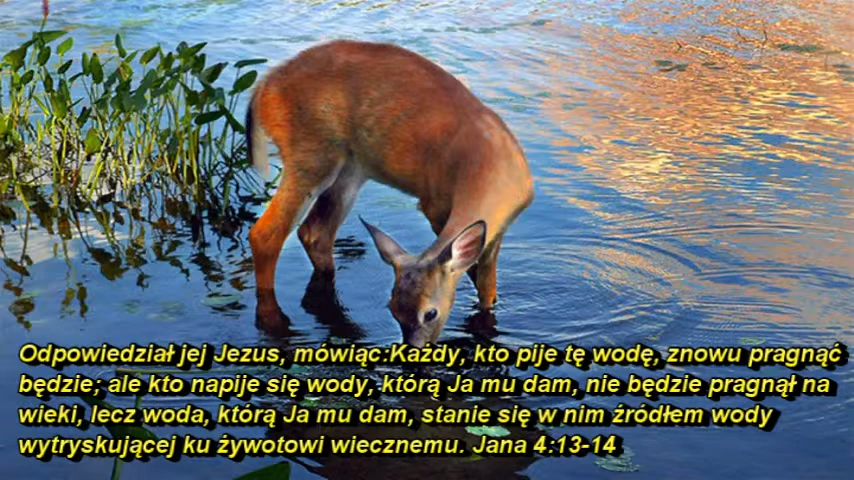 Odpowiedział jej Jezus, mówiąc:Każdy, kto pije tę wodę, znowu pragnąć
będzie; ale kto napije się wody, którą Ja mu dam, nie będzie pragnął na
wieki, lecz woda, którą Ja mu dam, stanie się w nim źródłem wody
wytryskującej ku żywotowi wiecznemu. Jana 4:13-14